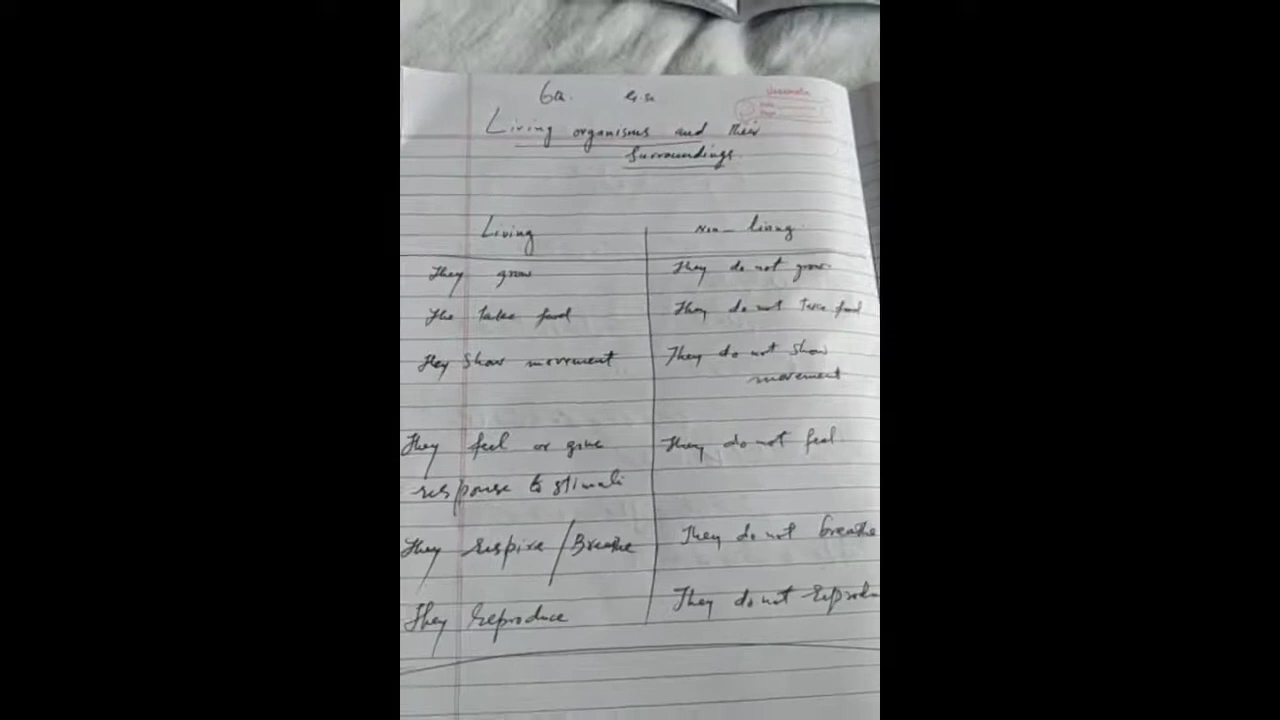 6th. G.Sc
Living organisms and their
Surroundings.
Living Non-living.
They grow They do not grow.
The take food They do not take food
They show movement They do not show
movement
They feel or give They do not feel.
response to stimuli
They respire / Breathe They do not breathe
They reproduce They do not reprodu